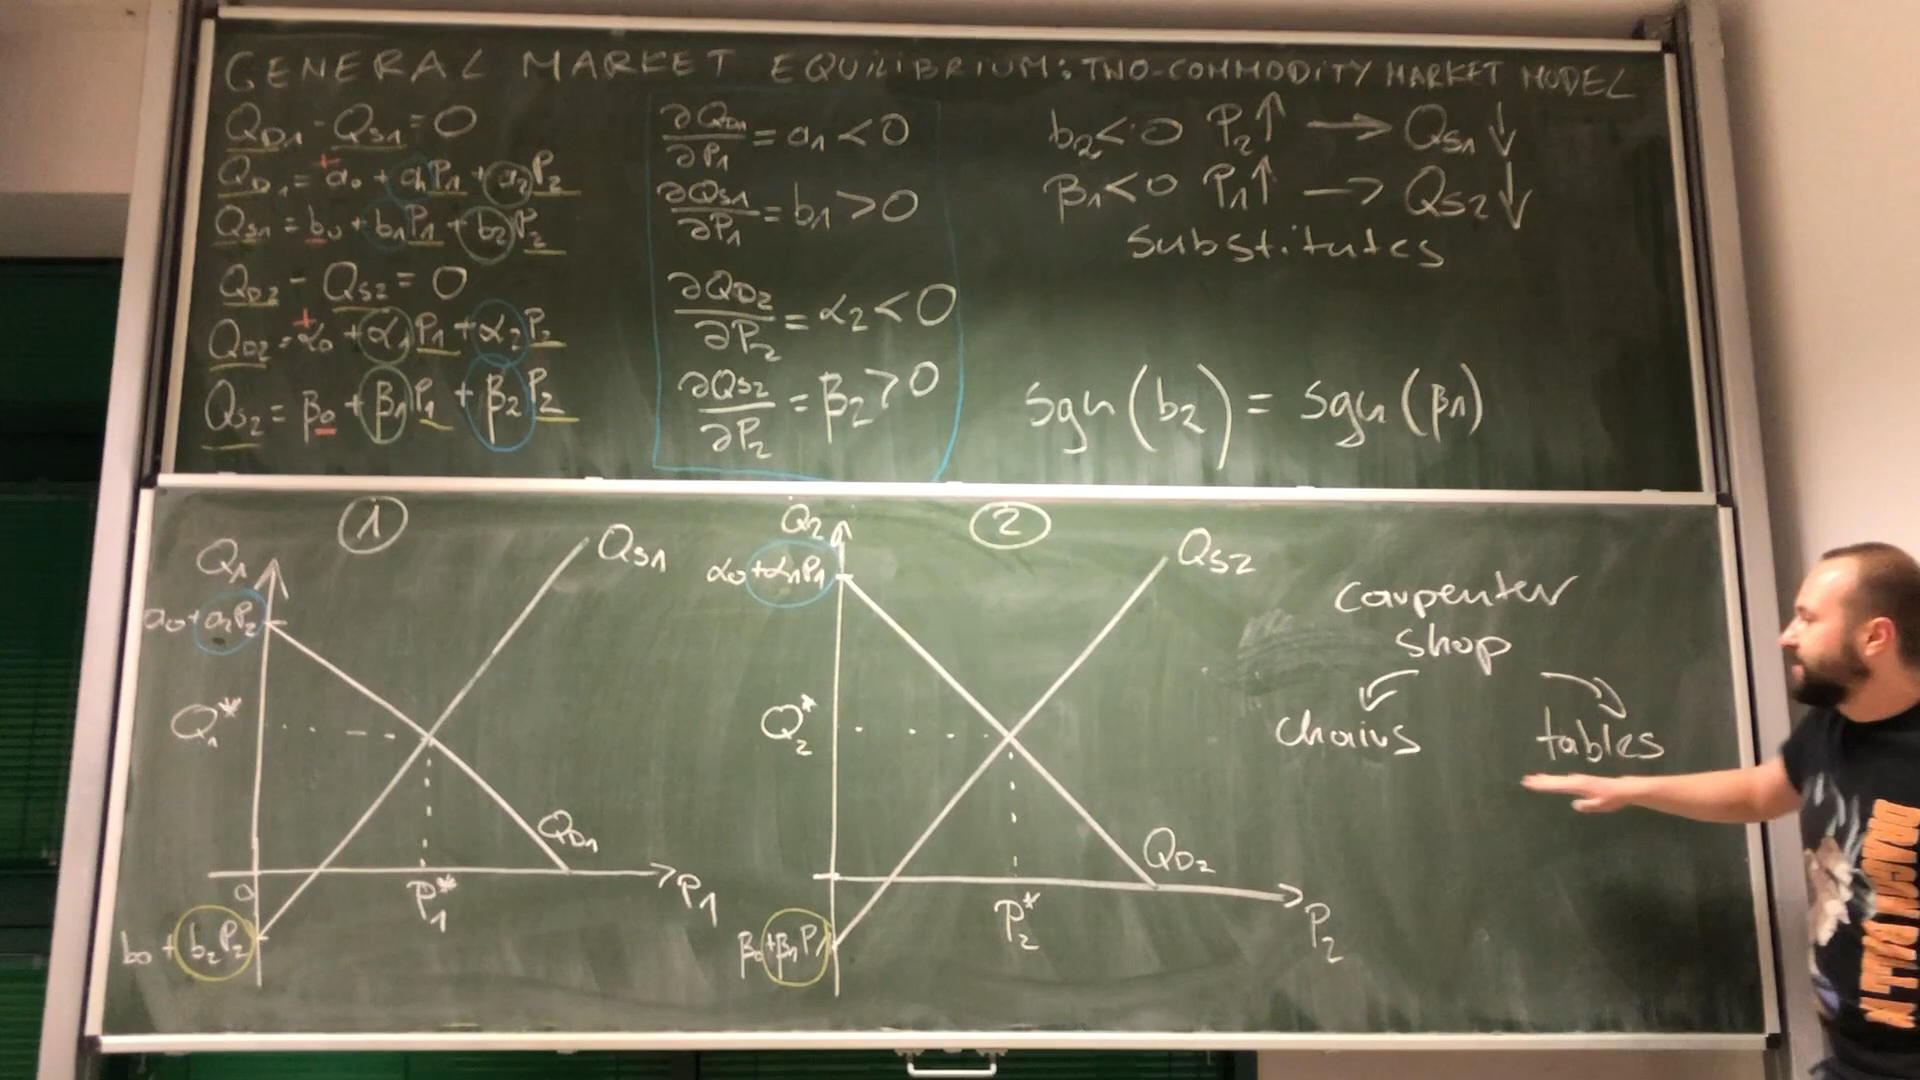 GENERAL MARKET EQUILIBRIUM: TWO-COMMODITY MARKET MODEL
Q_D1 - Q_S1 = 0
+
Q_D1 = a_0 + a_1P_1 + a_2P_2
Q_S1 = b_0 + b_1P_1 + b_2P_2
Q_D2 - Q_S2 = 0
+
Q_D2 = α_0 + α_1P_1 + α_2P_2
Q_S2 = β_0 + β_1P_1 + β_2P_2
∂Q_D1/∂P_1 = a_1 < 0
∂Q_S1/∂P_1 = b_1 > 0
∂Q_D2/∂P_2 = α_2 < 0
∂Q_S2/∂P_2 = β_2 > 0
b_2 < 0 P_2↑ → Q_S1↓
β_1 < 0 P_1↑ → Q_S2↓
Substitutes
sgn(b_2) = sgn(β_1)
①
Q_1
Q_S1
a_0 + a_2P_2
Q_1*
Q_D1
0
P_1*
P_1
b_0 + b_2P_2
②
Q_2
Q_S2
α_0 + α_1P_1
Q_2*
Q_D2
P_2*
P_2
β_0 + β_1P_1
carpenter
shop
chairs
tables
DRAGON BALL